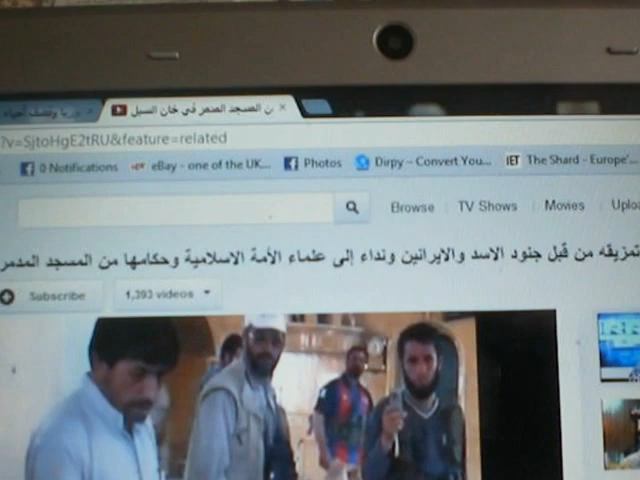 ن المسجد المدمر في خان السبل ×
?v=SjtoHgE2tRU&feature=related
0 Notifications eBay - one of the UK... Photos Dirpy – Convert You... IET The Shard - Europe'...
Browse TV Shows Movies Uploa
تمزيقه من قبل جنود الاسد والايرانين ونداء إلى علماء الأمة الاسلامية وحكامها من المسجد المدمر
Subscribe 1,393 videos